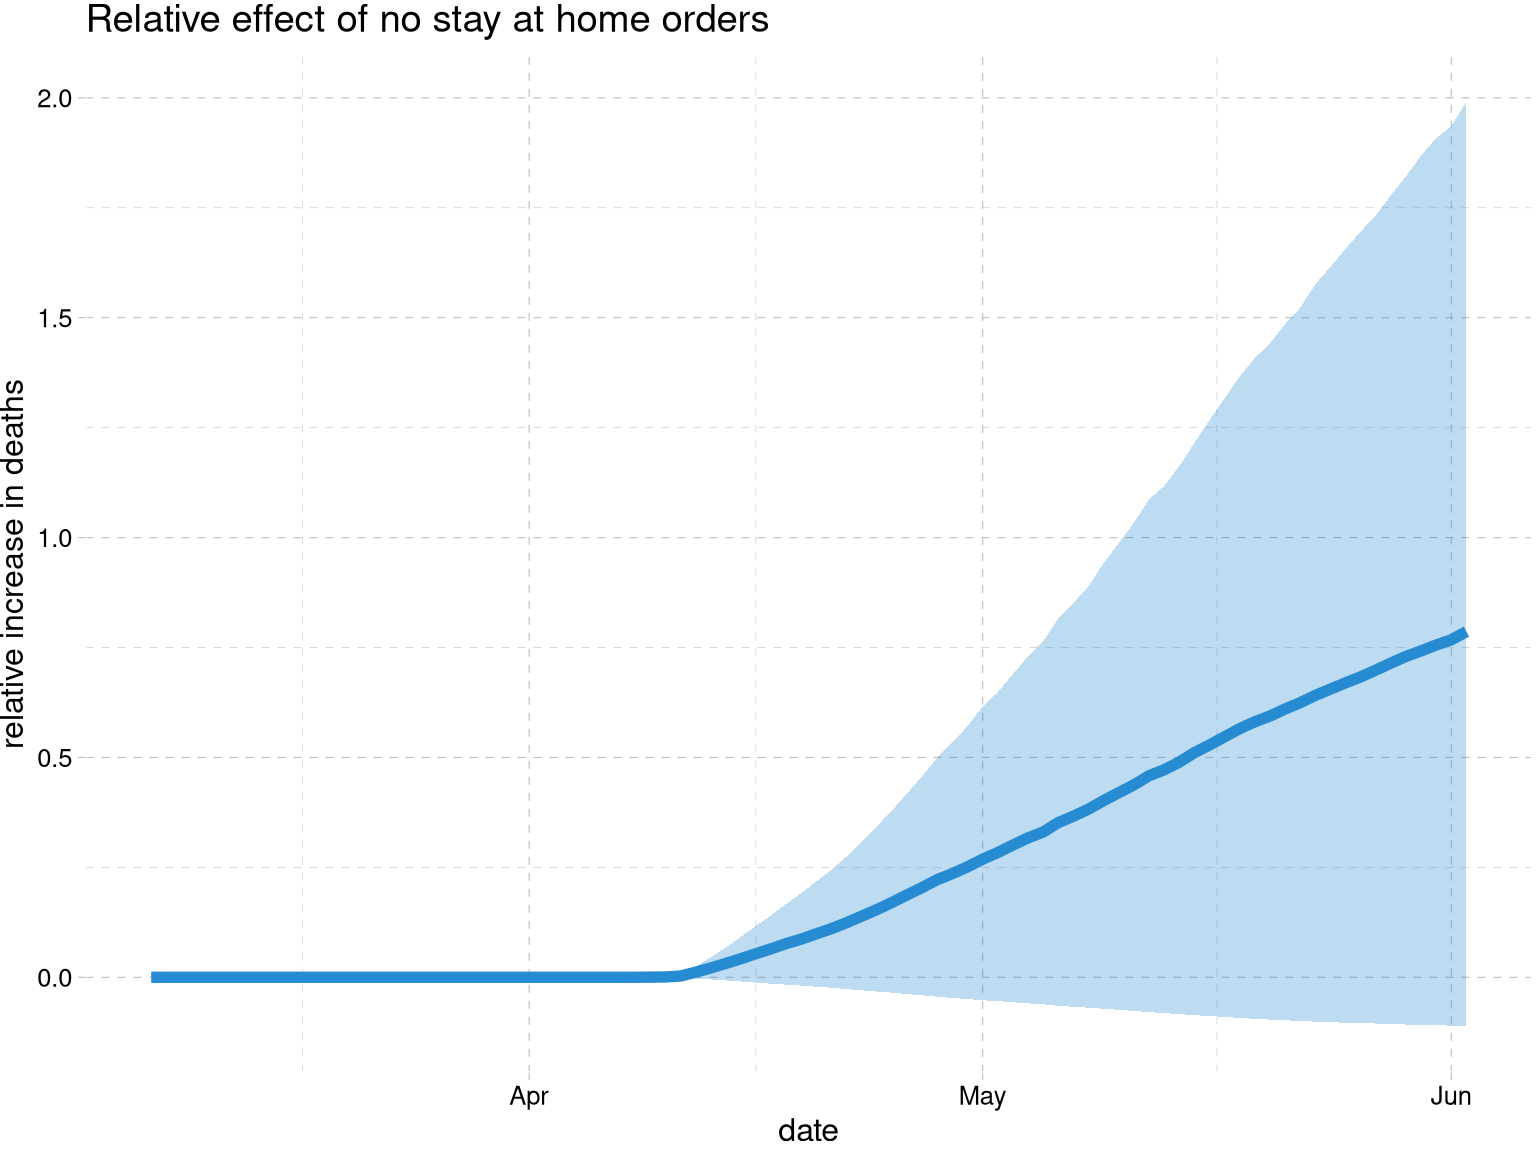 Relative effect of no stay at home orders
2.0
1.5
1.0
0.5
0.0
relative increase in deaths
Apr
May
Jun
date